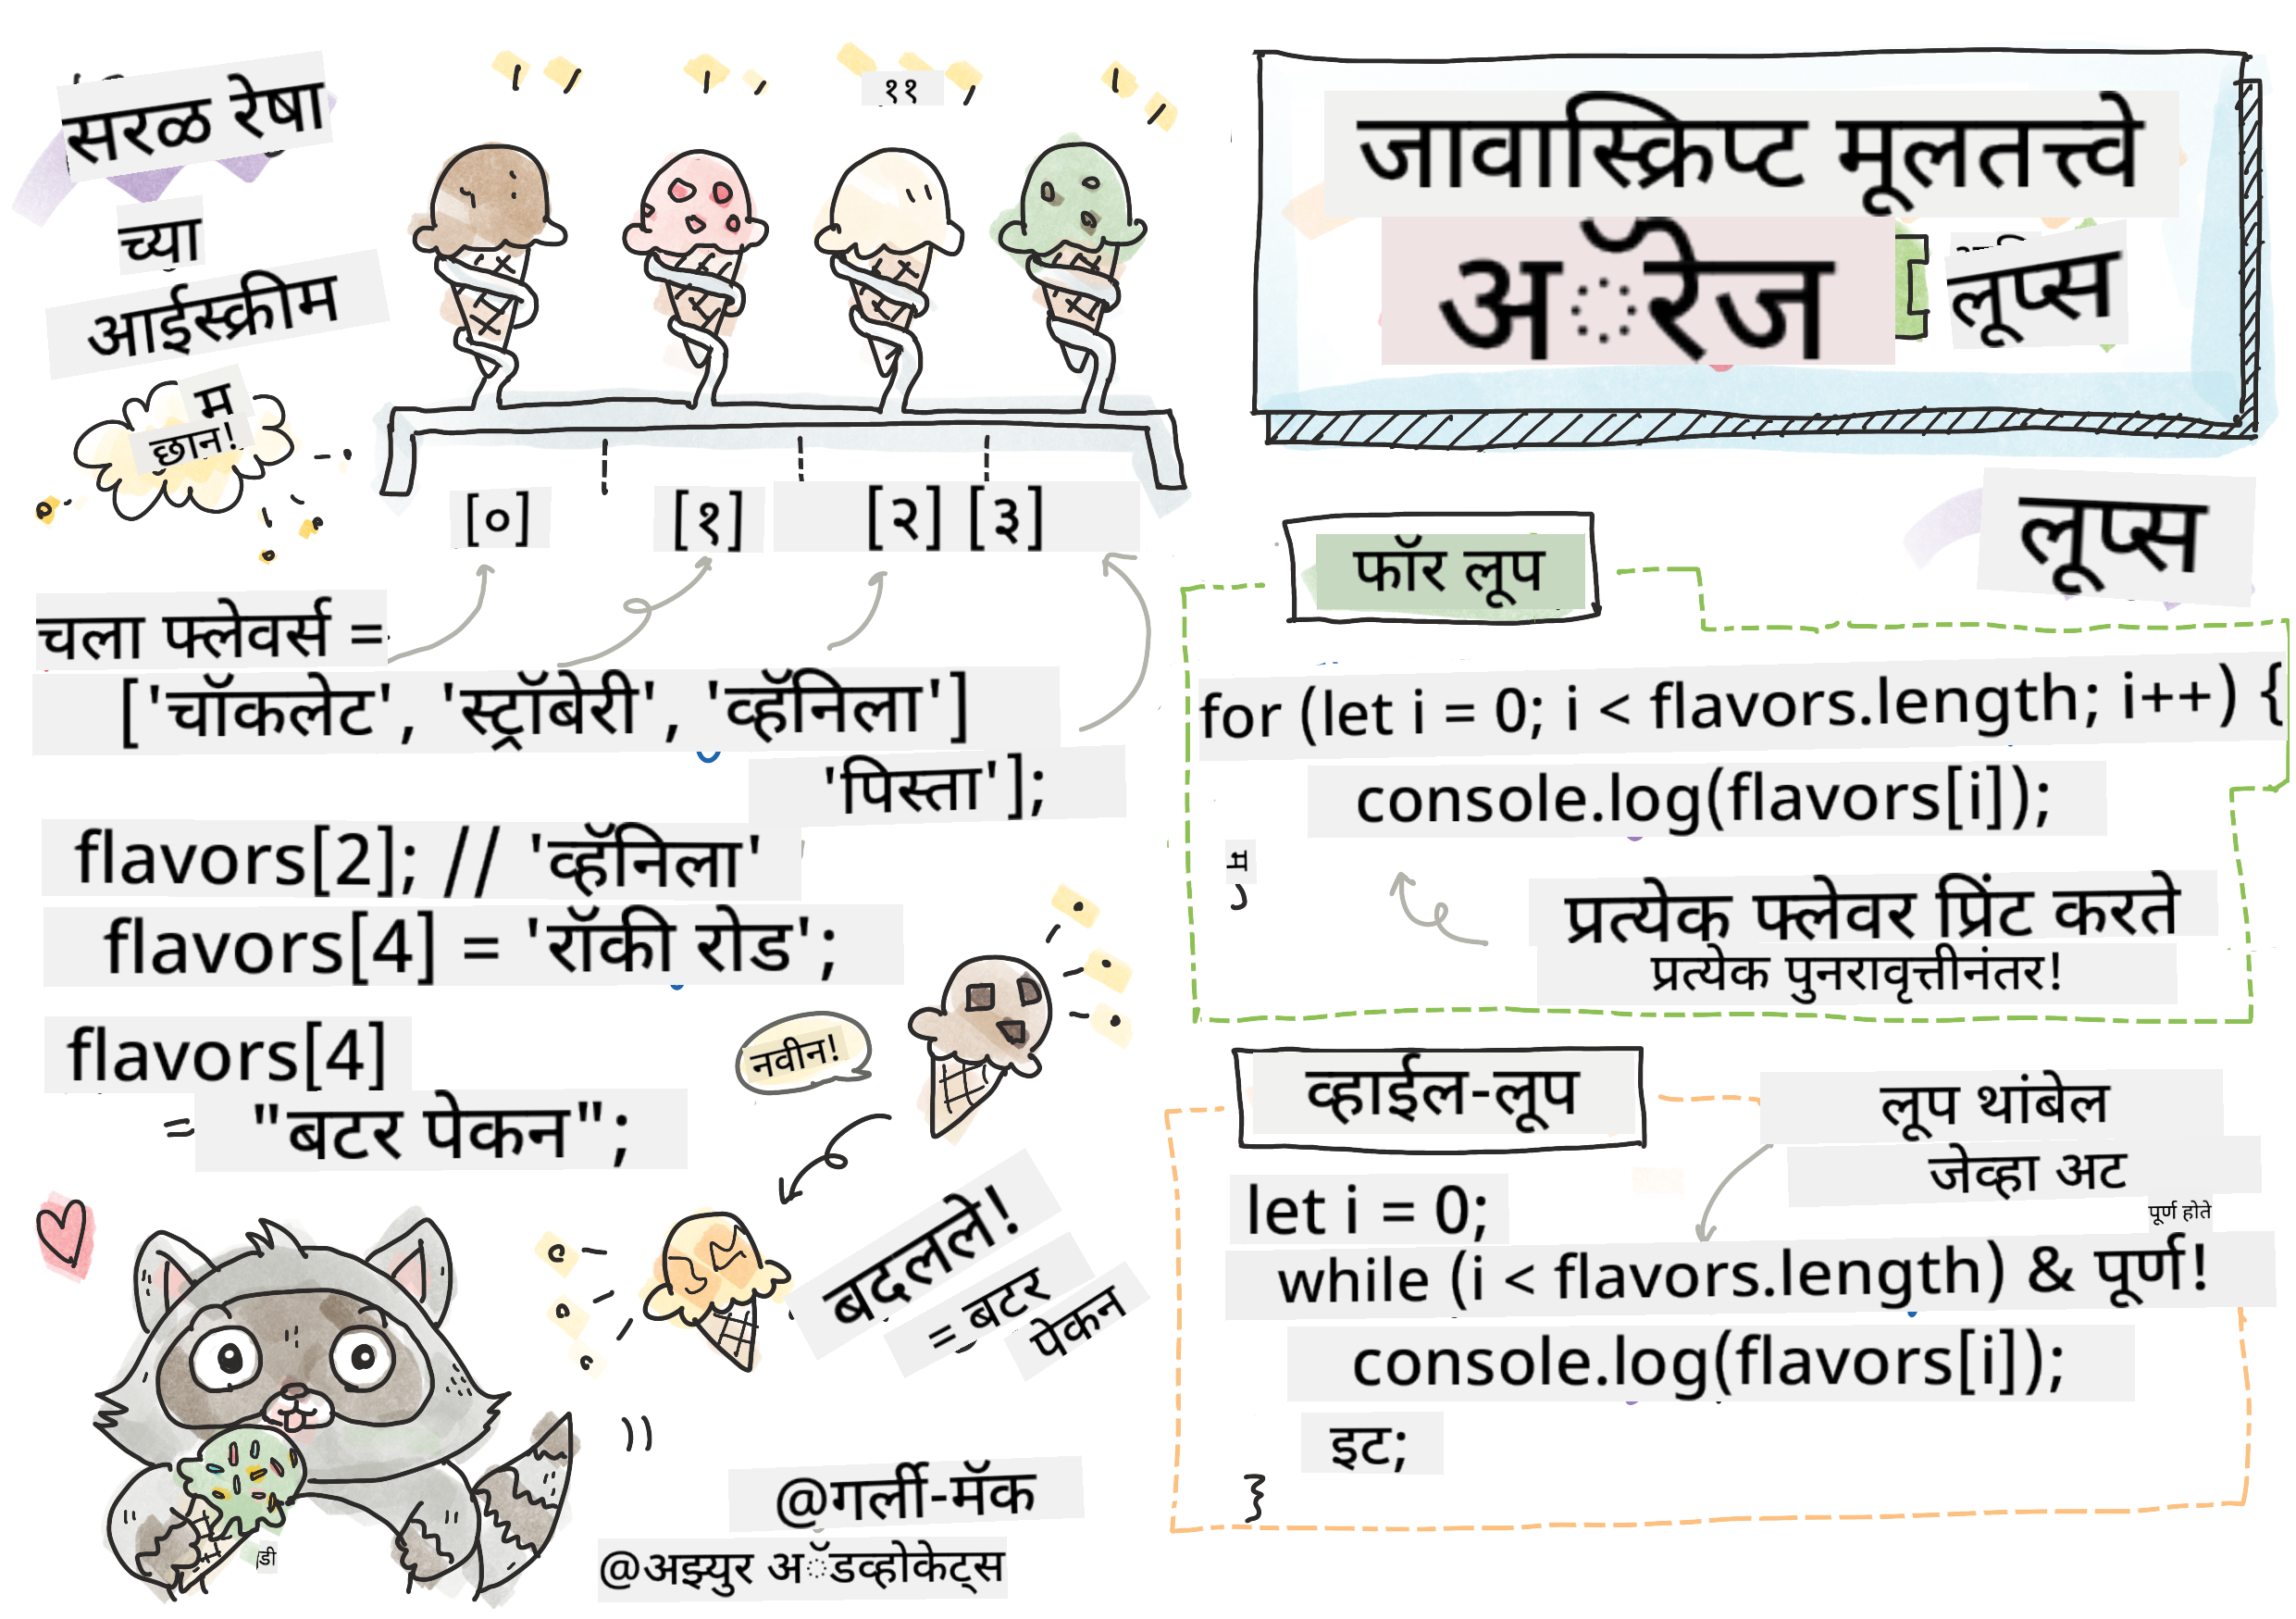 सरळ रेषा
च्या
आईस्क्रीम
म
छान!
११
[०]
[१]
[२] [३]
चला फ्लेवर्स =
['चॉकलेट', 'स्ट्रॉबेरी', 'व्हॅनिला']
'पिस्ता'];
flavors[2]; // 'व्हॅनिला'
flavors[4] = 'रॉकी रोड';
flavors[4]
= "बटर पेकन";
नवीन!
बदलले!
= बटर
पेकन
डी
@गर्ली-मॅक
@अझ्युर अॅडव्होकेट्स
जावास्क्रिप्ट मूलतत्त्वे
अॅरेज
लूप्स
लूप्स
फॉर लूप
for (let i = 0; i < flavors.length; i++) {
console.log(flavors[i]);
म
प्रत्येक फ्लेवर प्रिंट करते
प्रत्येक पुनरावृत्तीनंतर!
व्हाईल-लूप
लूप थांबेल
जेव्हा अट
पूर्ण होते
let i = 0;
while (i < flavors.length) & पूर्ण!
console.log(flavors[i]);
इट;
}